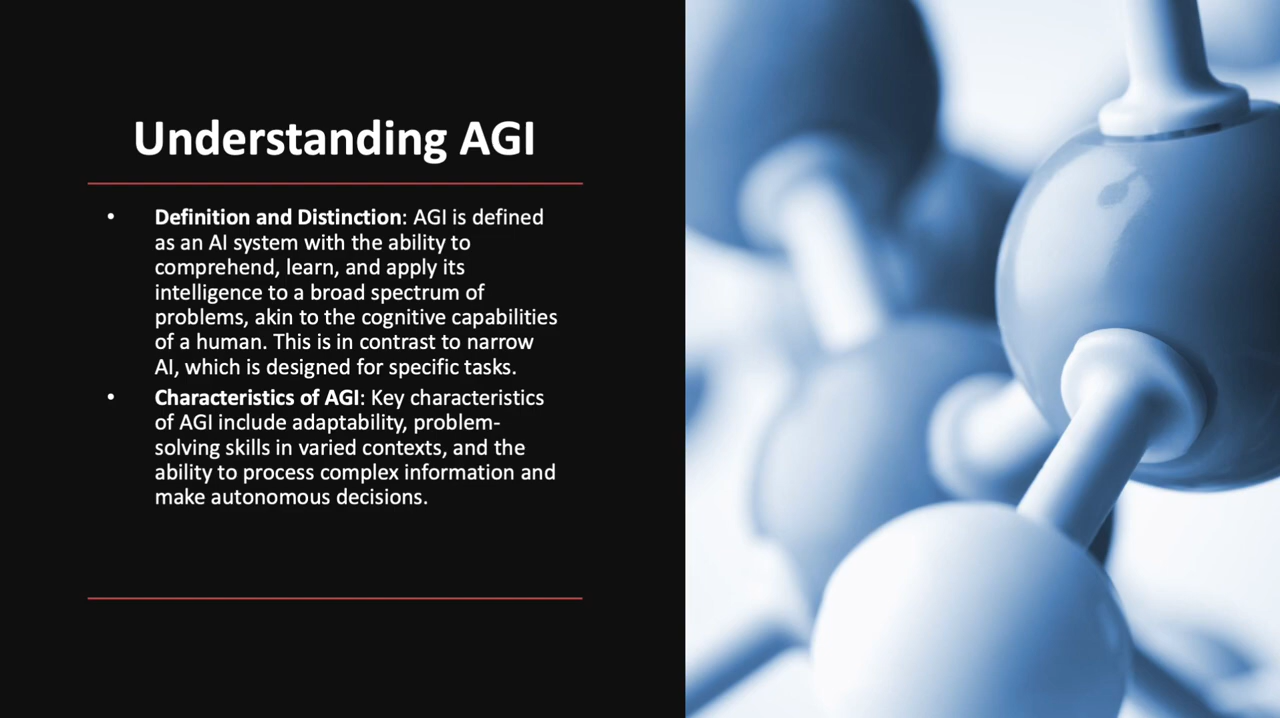 Understanding AGI
• Definition and Distinction: AGI is defined
as an AI system with the ability to
comprehend, learn, and apply its
intelligence to a broad spectrum of
problems, akin to the cognitive capabilities
of a human. This is in contrast to narrow
AI, which is designed for specific tasks.
• Characteristics of AGI: Key characteristics
of AGI include adaptability, problem-
solving skills in varied contexts, and the
ability to process complex information and
make autonomous decisions.